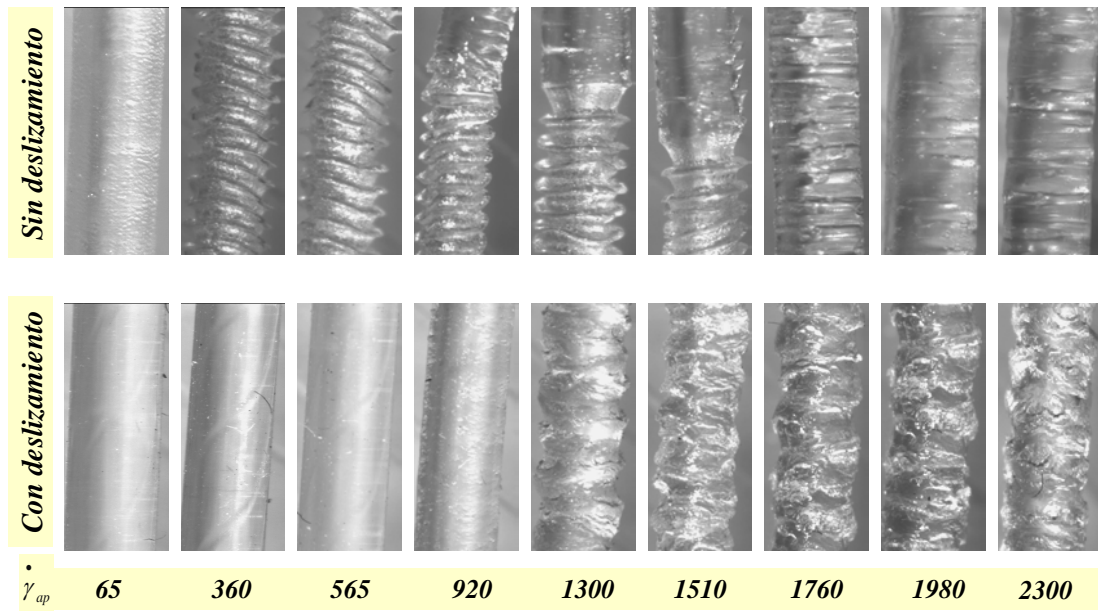 Sin deslizamiento
Con deslizamiento
γ̇ap 65 360 565 920 1300 1510 1760 1980 2300